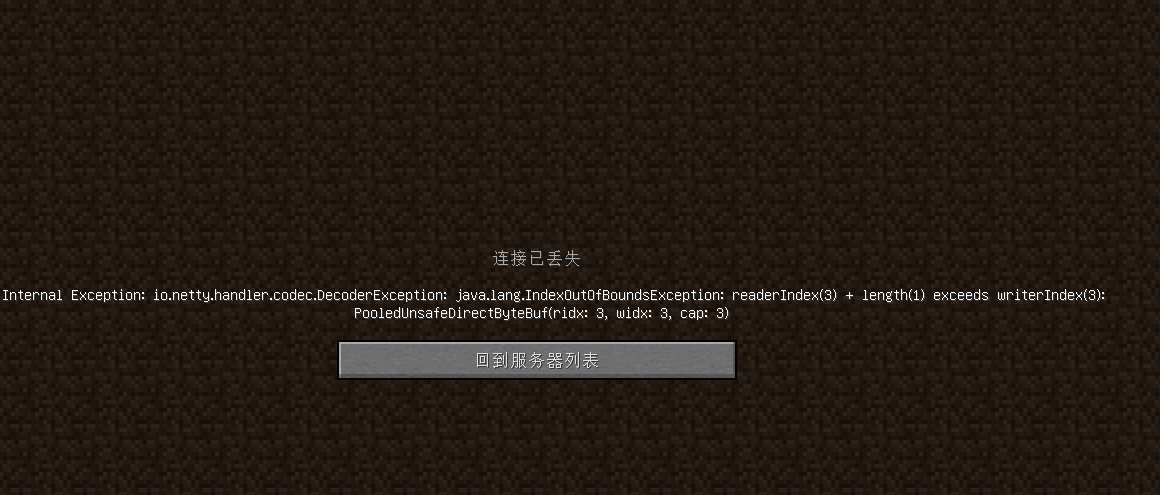 连接已丢失
Internal Exception: io.netty.handler.codec.DecoderException: java.lang.IndexOutOfBoundsException: readerIndex(3) + length(1) exceeds writerIndex(3):
PooledUnsafeDirectByteBuf(ridx: 3, widx: 3, cap: 3)
回到服务器列表